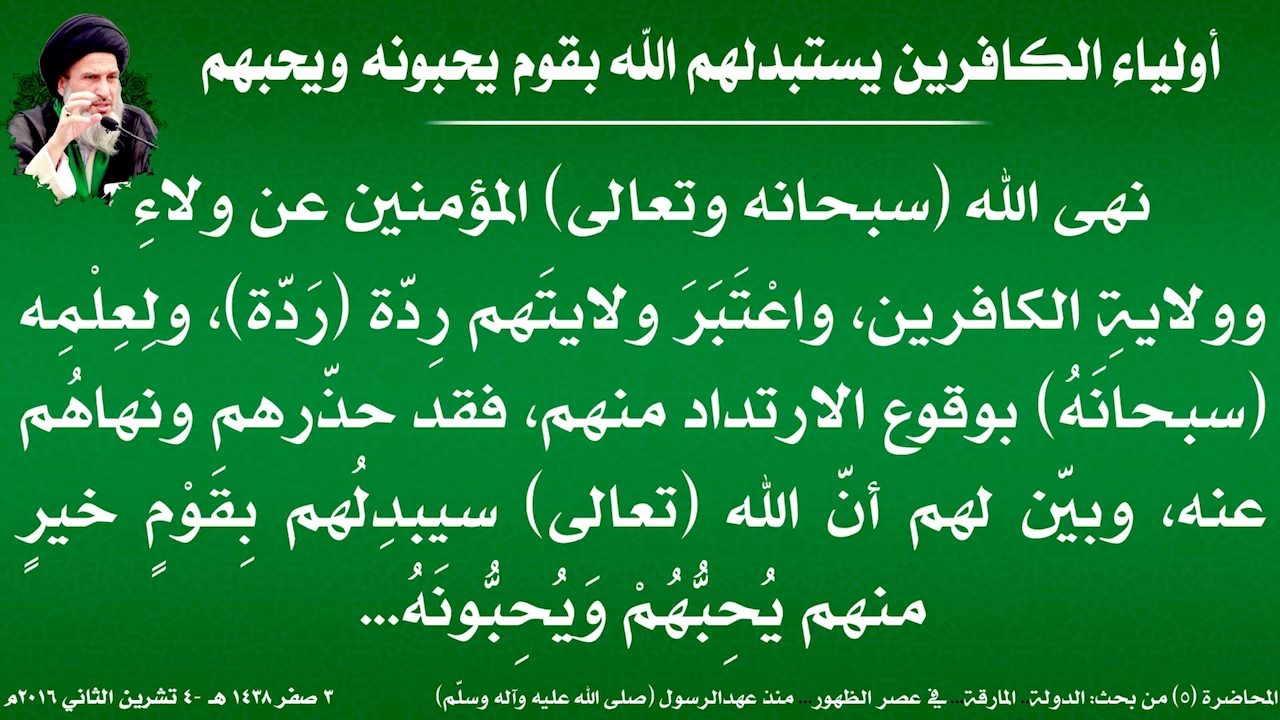 أولياء الكافرين يستبدلهم الله بقوم يحبونه ويحبهم
نهى الله (سبحانه وتعالى) المؤمنين عن ولاءِ
وولايةِ الكافرين، واعْتَبَرَ ولايتَهم رِدّة (رَدّة)، ولِعِلْمِه
(سبحانَهُ) بوقوع الارتداد منهم، فقد حذّرهم ونهاهُم
عنه، وبيّن لهم أنّ الله (تعالى) سيبدِلُهم بِقَوْمٍ خيرٍ
منهم يُحِبُّهُمْ وَيُحِبُّونَهُ...
المحاضرة (٥) من بحث: الدولة.. المارقة... في عصر الظهور... منذ عهدالرسول (صلى الله عليه وآله وسلّم) ٣ صفر ١٤٣٨ هـ -٤ تشرين الثاني ٢٠١٦م